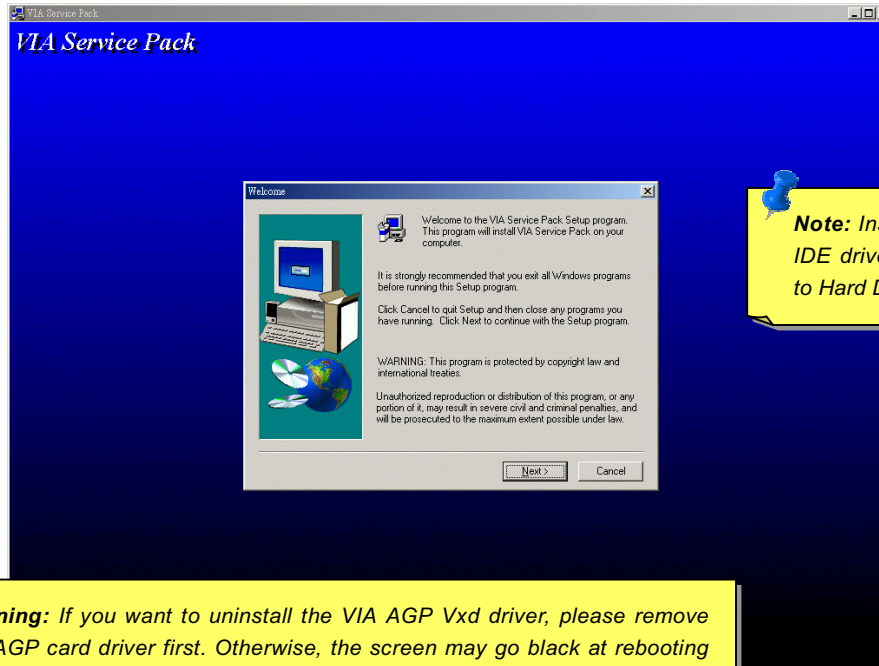 VIA Service Pack
VIA Service Pack
Welcome
Welcome to the VIA Service Pack Setup program.
This program will install VIA Service Pack on your
computer.
It is strongly recommended that you exit all Windows programs
before running this Setup program.
Click Cancel to quit Setup and then close any programs you
have running. Click Next to continue with the Setup program.
WARNING: This program is protected by copyright law and
international treaties.
Unauthorized reproduction or distribution of this program, or any
portion of it, may result in severe civil and criminal penalties, and
will be prosecuted to the maximum extent possible under law.
Next >
Cancel
Note:
IDE
to Hard
If you want to uninstall the VIA AGP Vxd driver, please remove
AGP card driver first. Otherwise, the screen may go black at rebooting